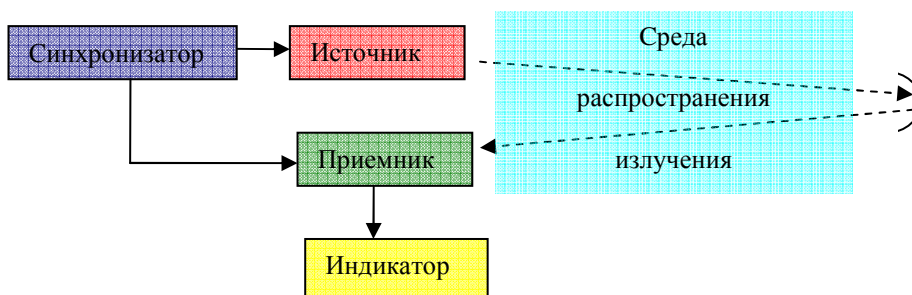 Синхронизатор
Источник
Среда
распространения
излучения
Приемник
Индикатор